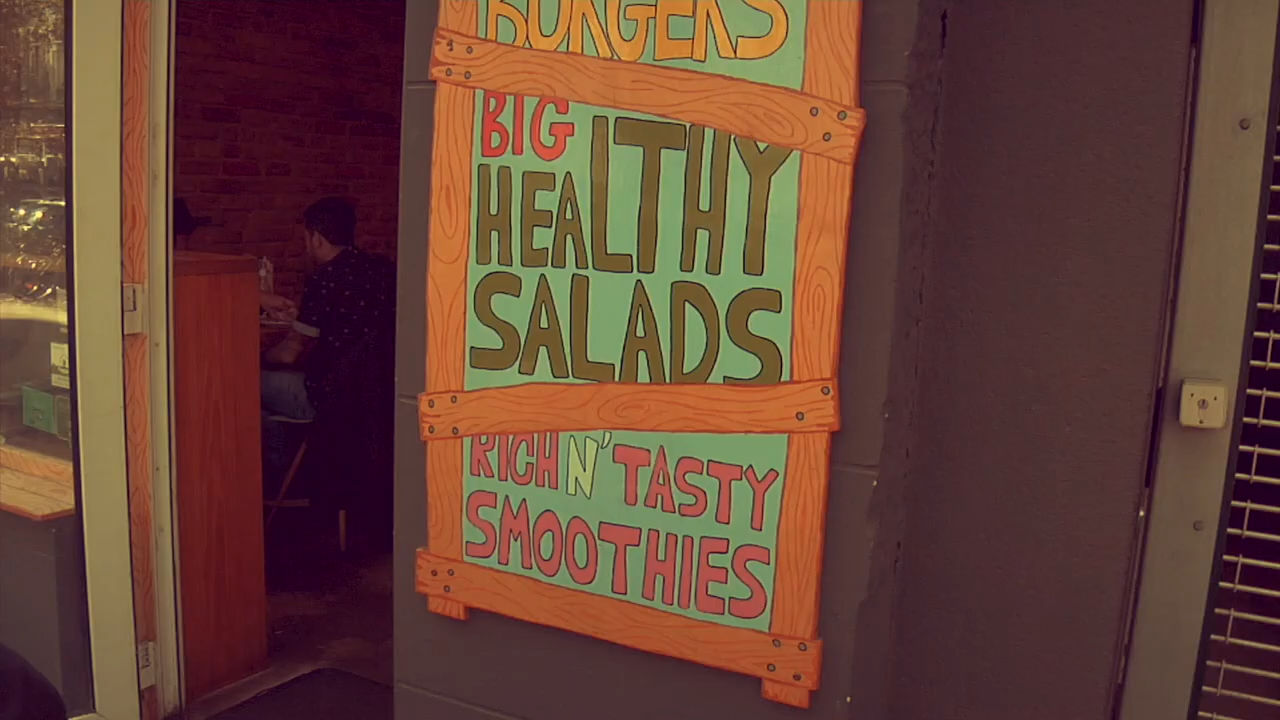 BURGERS
BIG
HEALTHY
SALADS
RICH N' TASTY
SMOOTHIES